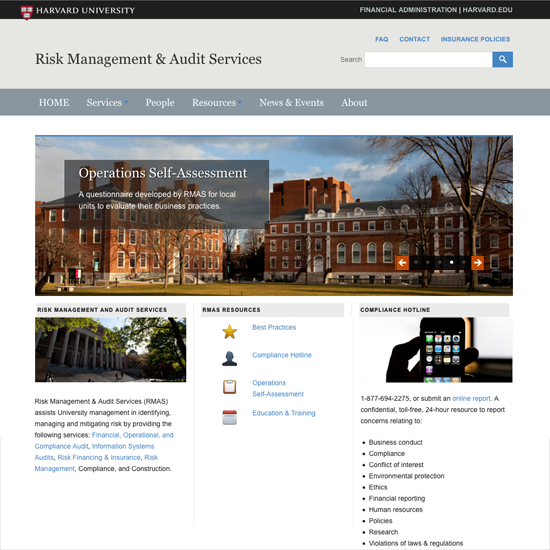 HARVARD UNIVERSITY
FINANCIAL ADMINISTRATION | HARVARD.EDU
FAQ CONTACT INSURANCE POLICIES
Risk Management & Audit Services
Search
HOME Services People Resources News & Events About
Operations Self-Assessment
A questionnaire developed by RMAS for local
units to evaluate their business practices.
RISK MANAGEMENT AND AUDIT SERVICES
Risk Management & Audit Services (RMAS)
assists University management in identifying,
managing and mitigating risk by providing the
following services: Financial, Operational, and
Compliance Audit, Information Systems
Audits, Risk Financing & Insurance, Risk
Management, Compliance, and Construction.
RMAS RESOURCES
Best Practices
Compliance Hotline
Operations
Self-Assessment
Education & Training
COMPLIANCE HOTLINE
1-877-694-2275, or submit an online report. A
confidential, toll-free, 24-hour resource to report
concerns relating to:
Business conduct
Compliance
Conflict of interest
Environmental protection
Ethics
Financial reporting
Human resources
Policies
Research
Violations of law & regulations